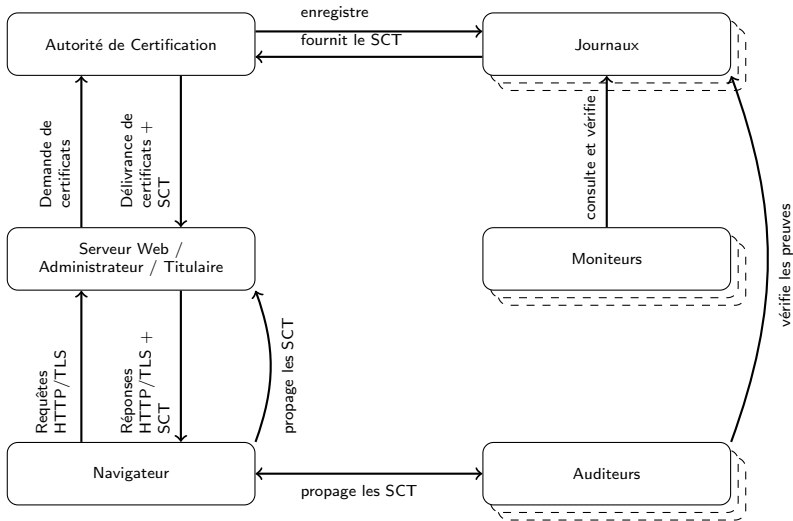 enregistre
Autorité de Certification
fournit le SCT
Journaux
Demande de
certificats
Délivrance de
certificats +
SCT
consulte et vérifie
Serveur Web /
Administrateur / Titulaire
Moniteurs
vérifie les preuves
Requêtes
HTTP/TLS
Réponses
HTTP/TLS +
SCT
propage les SCT
Navigateur
propage les SCT
Auditeurs